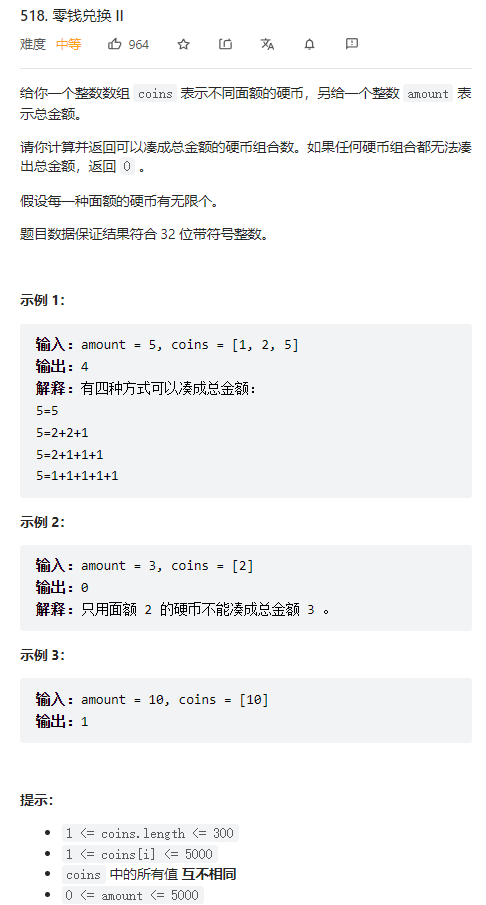 518. 零钱兑换 II
难度 中等 964
给你一个整数数组 coins 表示不同面额的硬币，另给一个整数 amount 表
示总金额。
请你计算并返回可以凑成总金额的硬币组合数。如果任何硬币组合都无法凑
出总金额，返回 0 。
假设每一种面额的硬币有无限个。
题目数据保证结果符合 32 位带符号整数。
示例 1：
输入：amount = 5, coins = [1, 2, 5]
输出：4
解释：有四种方式可以凑成总金额：
5=5
5=2+2+1
5=2+1+1+1
5=1+1+1+1+1
示例 2：
输入：amount = 3, coins = [2]
输出：0
解释：只用面额 2 的硬币不能凑成总金额 3 。
示例 3：
输入：amount = 10, coins = [10]
输出：1
提示：
1 <= coins.length <= 300
1 <= coins[i] <= 5000
coins 中的所有值 互不相同
0 <= amount <= 5000